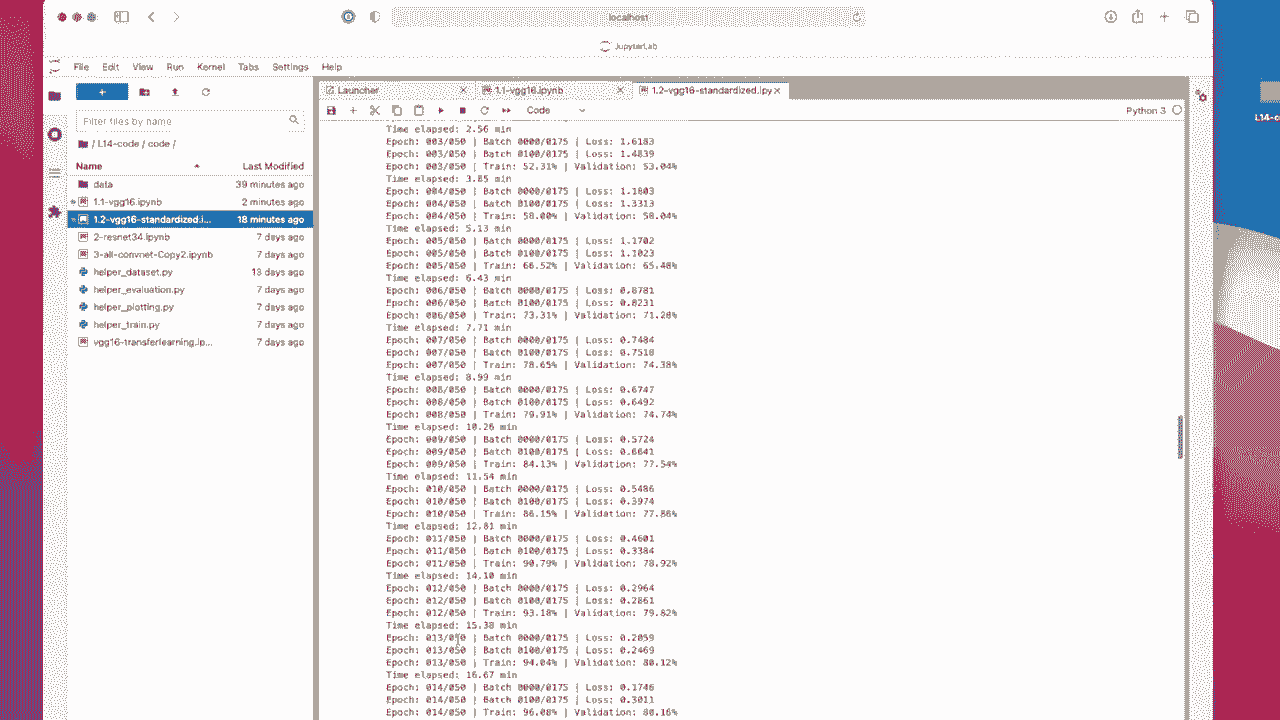 localhost
JupyterLab
File Edit View Run Kernel Tabs Settings Help
Launcher 1.1-vgg16.ipynb 1.2-vgg16-standardized.ipy
Code Python 3
Filter files by name
/ L14-code / code /
Name Last Modified
data 39 minutes ago
1.1-vgg16.ipynb 2 minutes ago
1.2-vgg16-standardized.i... 18 minutes ago
2-resnet34.ipynb 7 days ago
3-all-convnet-Copy2.ipynb 7 days ago
helper_dataset.py 13 days ago
helper_evaluation.py 7 days ago
helper_plotting.py 7 days ago
helper_train.py 7 days ago
vgg16-transferlearning.ip... 7 days ago
Time elapsed: 2.56 min
Epoch: 003/050 | Batch 0000/0175 | Loss: 1.6183
Epoch: 003/050 | Batch 0100/0175 | Loss: 1.4839
Epoch: 003/050 | Train: 52.31% | Validation: 53.04%
Time elapsed: 3.85 min
Epoch: 004/050 | Batch 0000/0175 | Loss: 1.1803
Epoch: 004/050 | Batch 0100/0175 | Loss: 1.3313
Epoch: 004/050 | Train: 58.00% | Validation: 58.04%
Time elapsed: 5.13 min
Epoch: 005/050 | Batch 0000/0175 | Loss: 1.1702
Epoch: 005/050 | Batch 0100/0175 | Loss: 1.1023
Epoch: 005/050 | Train: 66.52% | Validation: 65.48%
Time elapsed: 6.43 min
Epoch: 006/050 | Batch 0000/0175 | Loss: 0.8781
Epoch: 006/050 | Batch 0100/0175 | Loss: 0.8231
Epoch: 006/050 | Train: 73.31% | Validation: 71.28%
Time elapsed: 7.71 min
Epoch: 007/050 | Batch 0000/0175 | Loss: 0.7484
Epoch: 007/050 | Batch 0100/0175 | Loss: 0.7518
Epoch: 007/050 | Train: 78.65% | Validation: 74.38%
Time elapsed: 8.99 min
Epoch: 008/050 | Batch 0000/0175 | Loss: 0.6747
Epoch: 008/050 | Batch 0100/0175 | Loss: 0.6492
Epoch: 008/050 | Train: 79.91% | Validation: 74.74%
Time elapsed: 10.26 min
Epoch: 009/050 | Batch 0000/0175 | Loss: 0.5724
Epoch: 009/050 | Batch 0100/0175 | Loss: 0.6641
Epoch: 009/050 | Train: 84.13% | Validation: 77.54%
Time elapsed: 11.54 min
Epoch: 010/050 | Batch 0000/0175 | Loss: 0.5486
Epoch: 010/050 | Batch 0100/0175 | Loss: 0.3974
Epoch: 010/050 | Train: 86.15% | Validation: 77.86%
Time elapsed: 12.81 min
Epoch: 011/050 | Batch 0000/0175 | Loss: 0.4601
Epoch: 011/050 | Batch 0100/0175 | Loss: 0.3384
Epoch: 011/050 | Train: 90.79% | Validation: 78.92%
Time elapsed: 14.10 min
Epoch: 012/050 | Batch 0000/0175 | Loss: 0.2964
Epoch: 012/050 | Batch 0100/0175 | Loss: 0.2861
Epoch: 012/050 | Train: 93.18% | Validation: 79.82%
Time elapsed: 15.38 min
Epoch: 013/050 | Batch 0000/0175 | Loss: 0.2059
Epoch: 013/050 | Batch 0100/0175 | Loss: 0.2469
Epoch: 013/050 | Train: 94.04% | Validation: 80.12%
Time elapsed: 16.67 min
Epoch: 014/050 | Batch 0000/0175 | Loss: 0.1746
Epoch: 014/050 | Batch 0100/0175 | Loss: 0.3011
Epoch: 014/050 | Train: 96.08% | Validation: 80.16%